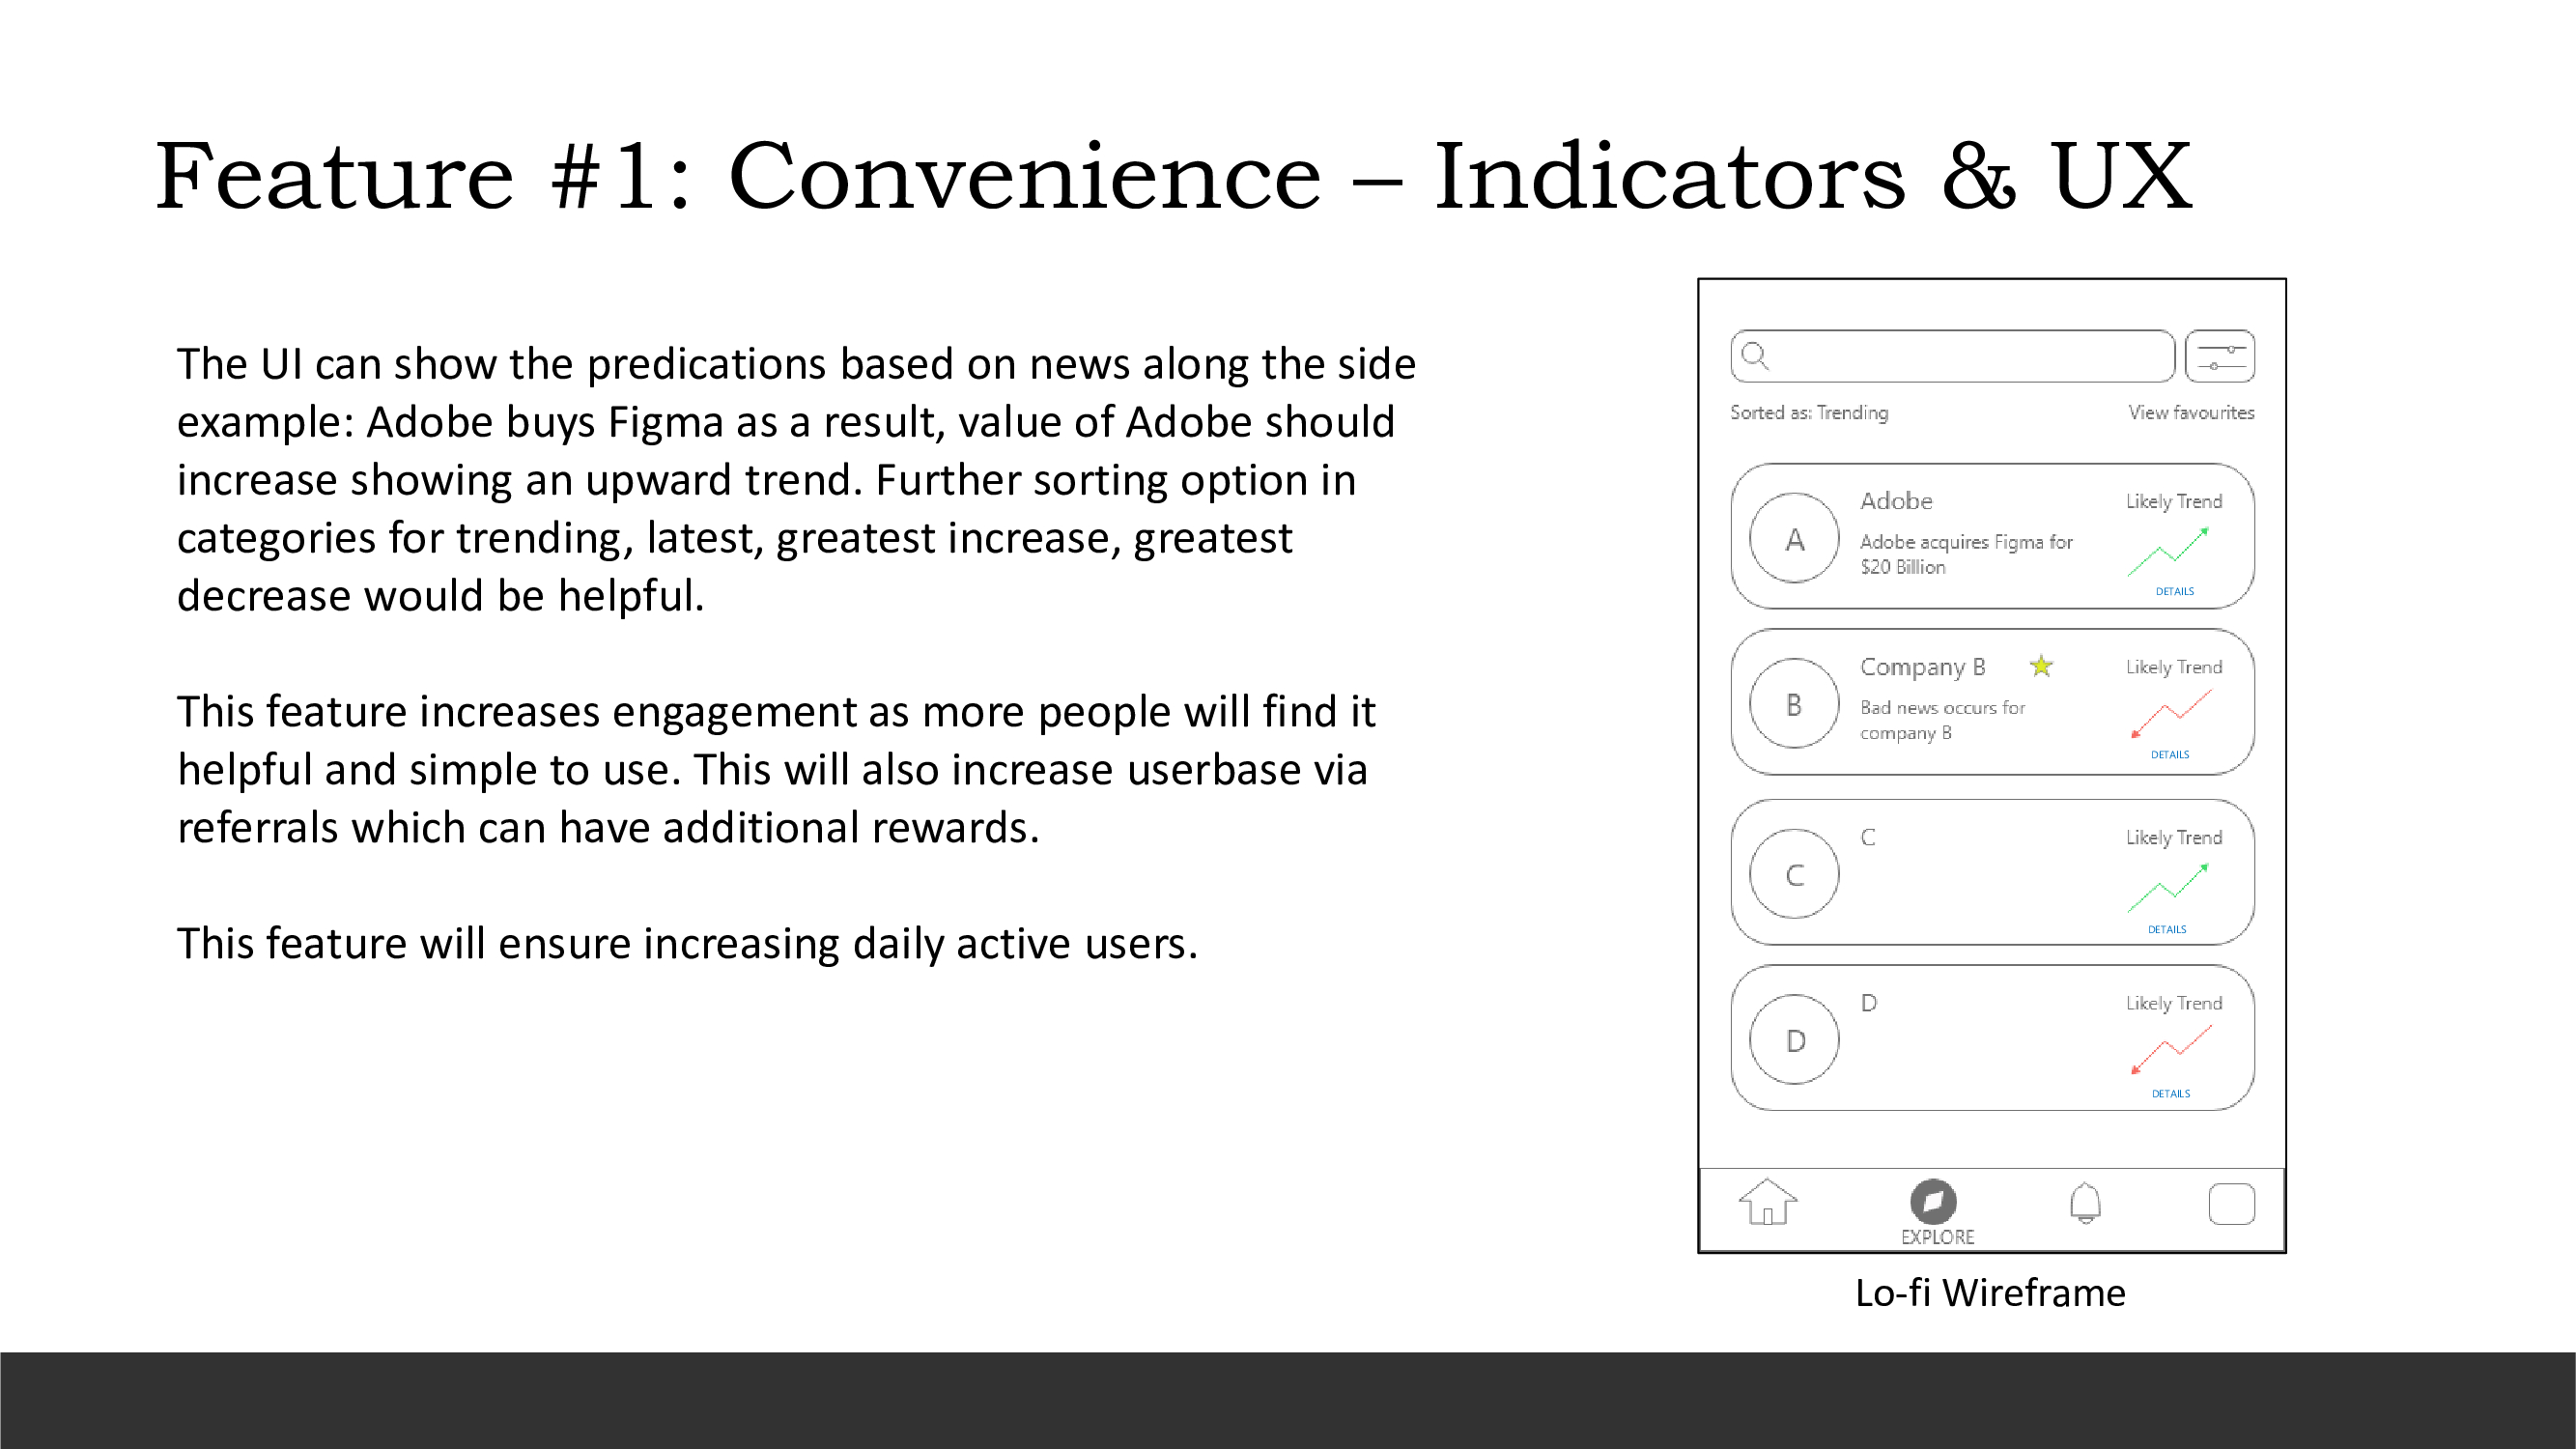 Feature #1: Convenience – Indicators & UX
The UI can show the predications based on news along the side
example: Adobe buys Figma as a result, value of Adobe should
increase showing an upward trend. Further sorting option in
categories for trending, latest, greatest increase, greatest
decrease would be helpful.
This feature increases engagement as more people will find it
helpful and simple to use. This will also increase userbase via
referrals which can have additional rewards.
This feature will ensure increasing daily active users.
Sorted as: Trending
View favourites
A
Adobe
Adobe acquires Figma for
$20 Billion
Likely Trend
DETAILS
B
Company B
Bad news occurs for
company B
Likely Trend
DETAILS
C
C
Likely Trend
DETAILS
D
D
Likely Trend
DETAILS
EXPLORE
Lo-fi Wireframe